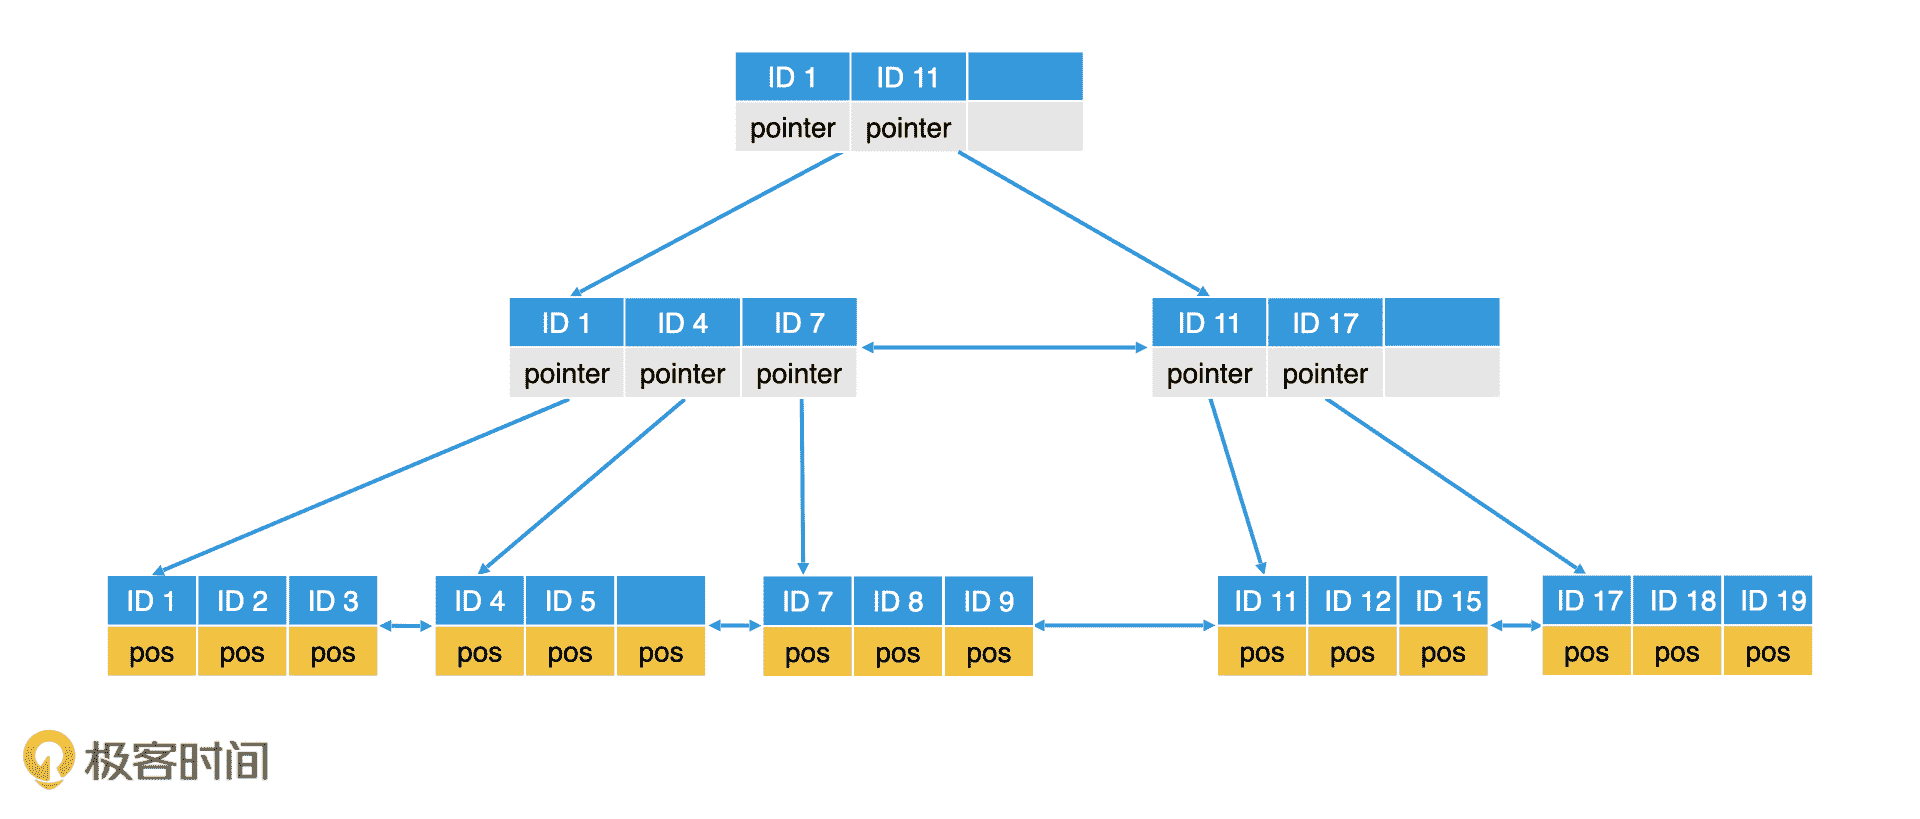 ID 1 ID 11
pointer pointer
ID 1 ID 4 ID 7 ID 11 ID 17
pointer pointer pointer pointer pointer
ID 1 ID 2 ID 3 ID 4 ID 5 ID 7 ID 8 ID 9 ID 11 ID 12 ID 15 ID 17 ID 18 ID 19
pos pos pos pos pos pos pos pos pos pos pos pos pos pos pos
极客时间